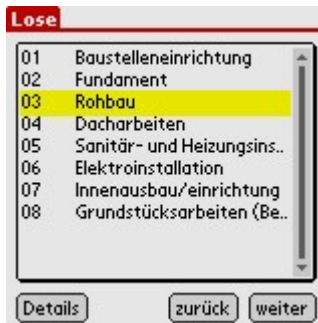 Lose
01 Baustelleneinrichtung
02 Fundament
03 Rohbau
04 Dacharbeiten
05 Sanitär- und Heizungsins..
06 Elektroinstallation
07 Innenausbau/einrichtung
08 Grundstücksarbeiten (Be..
Details zurück weiter